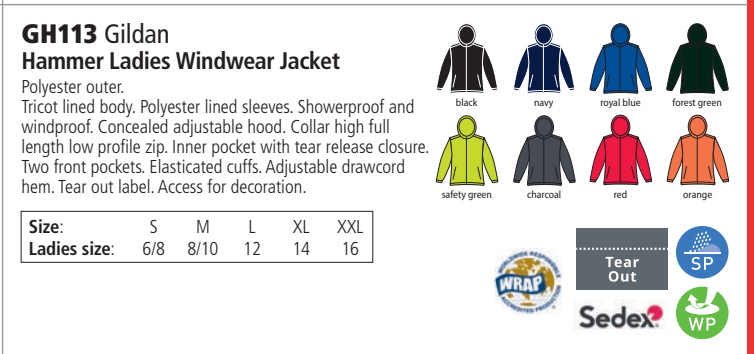 GH113 Gildan
Hammer Ladies Windwear Jacket
Polyester outer.
Tricot lined body. Polyester lined sleeves. Showerproof and
windproof. Concealed adjustable hood. Collar high full
length low profile zip. Inner pocket with tear release closure.
Two front pockets. Elasticated cuffs. Adjustable drawcord
hem. Tear out label. Access for decoration.
Size: S M L XL XXL
Ladies size: 6/8 8/10 12 14 16
black navy royal blue forest green
safety green charcoal red orange
WORLDWIDE RESPONSIBLE
WRAP
ACCREDITED PRODUCTION
Tear
Out
SP
Sedex
WP